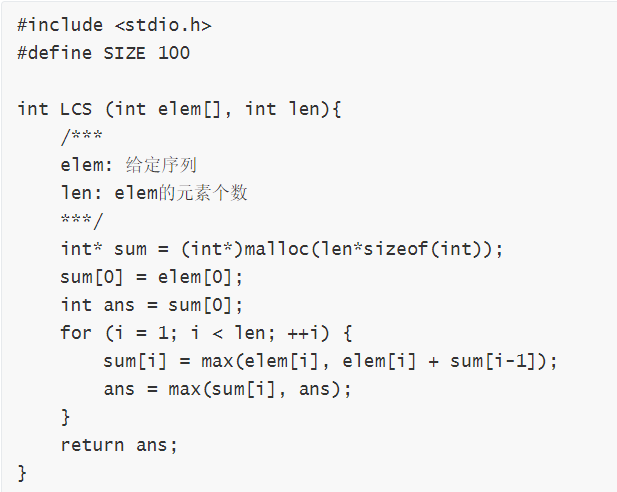 #include <stdio.h>
#define SIZE 100
int LCS (int elem[], int len){
/***
elem: 给定序列
len: elem的元素个数
***/
int* sum = (int*)malloc(len*sizeof(int));
sum[0] = elem[0];
int ans = sum[0];
for (i = 1; i < len; ++i) {
sum[i] = max(elem[i], elem[i] + sum[i-1]);
ans = max(sum[i], ans);
}
return ans;
}